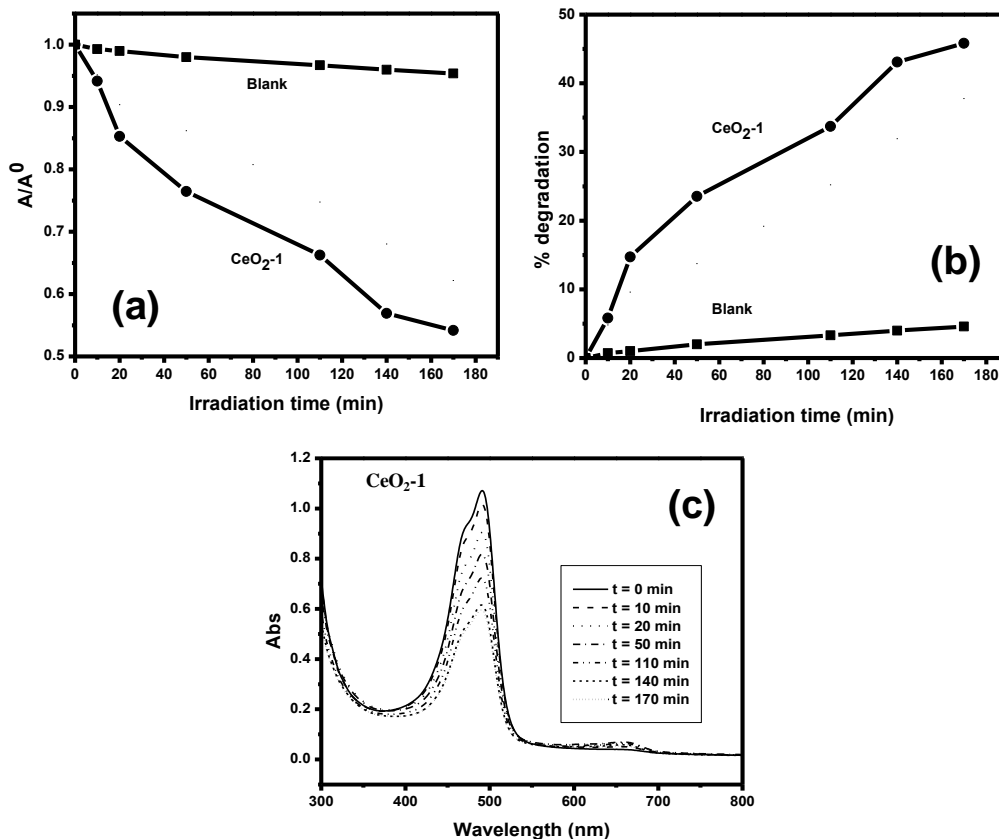 1.0
0.9
0.8
0.7
0.6
0.5
A/A⁰
Blank
CeO₂-1
(a)
0 20 40 60 80 100 120 140 160 180
Irradiation time (min)
50
40
30
20
10
0
% degradation
CeO₂-1
Blank
(b)
0 20 40 60 80 100 120 140 160 180
Irradiation time (min)
1.2
1.0
0.8
0.6
0.4
0.2
0.0
Abs
CeO₂-1
(c)
t = 0 min
t = 10 min
t = 20 min
t = 50 min
t = 110 min
t = 140 min
t = 170 min
300 400 500 600 700 800
Wavelength (nm)